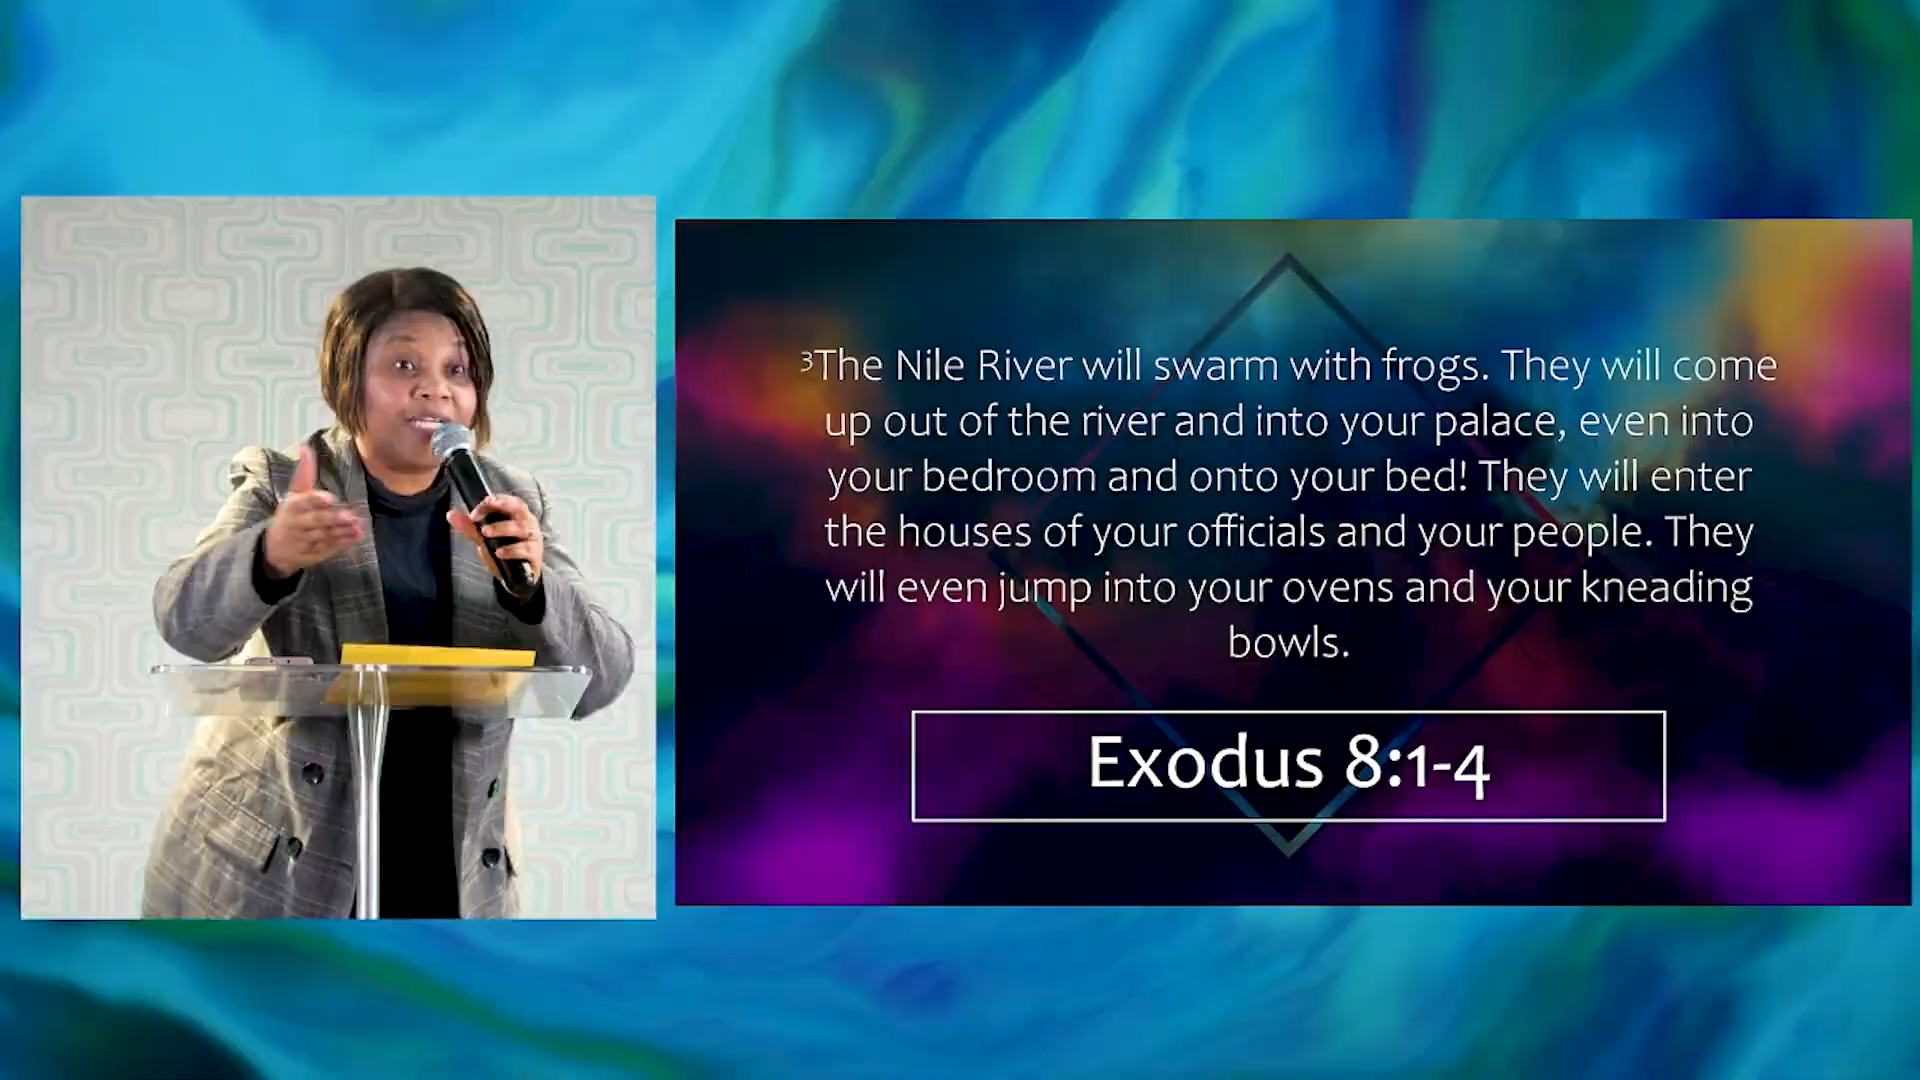 ³The Nile River will swarm with frogs. They will come
up out of the river and into your palace, even into
your bedroom and onto your bed! They will enter
the houses of your officials and your people. They
will even jump into your ovens and your kneading
bowls.
Exodus 8:1-4